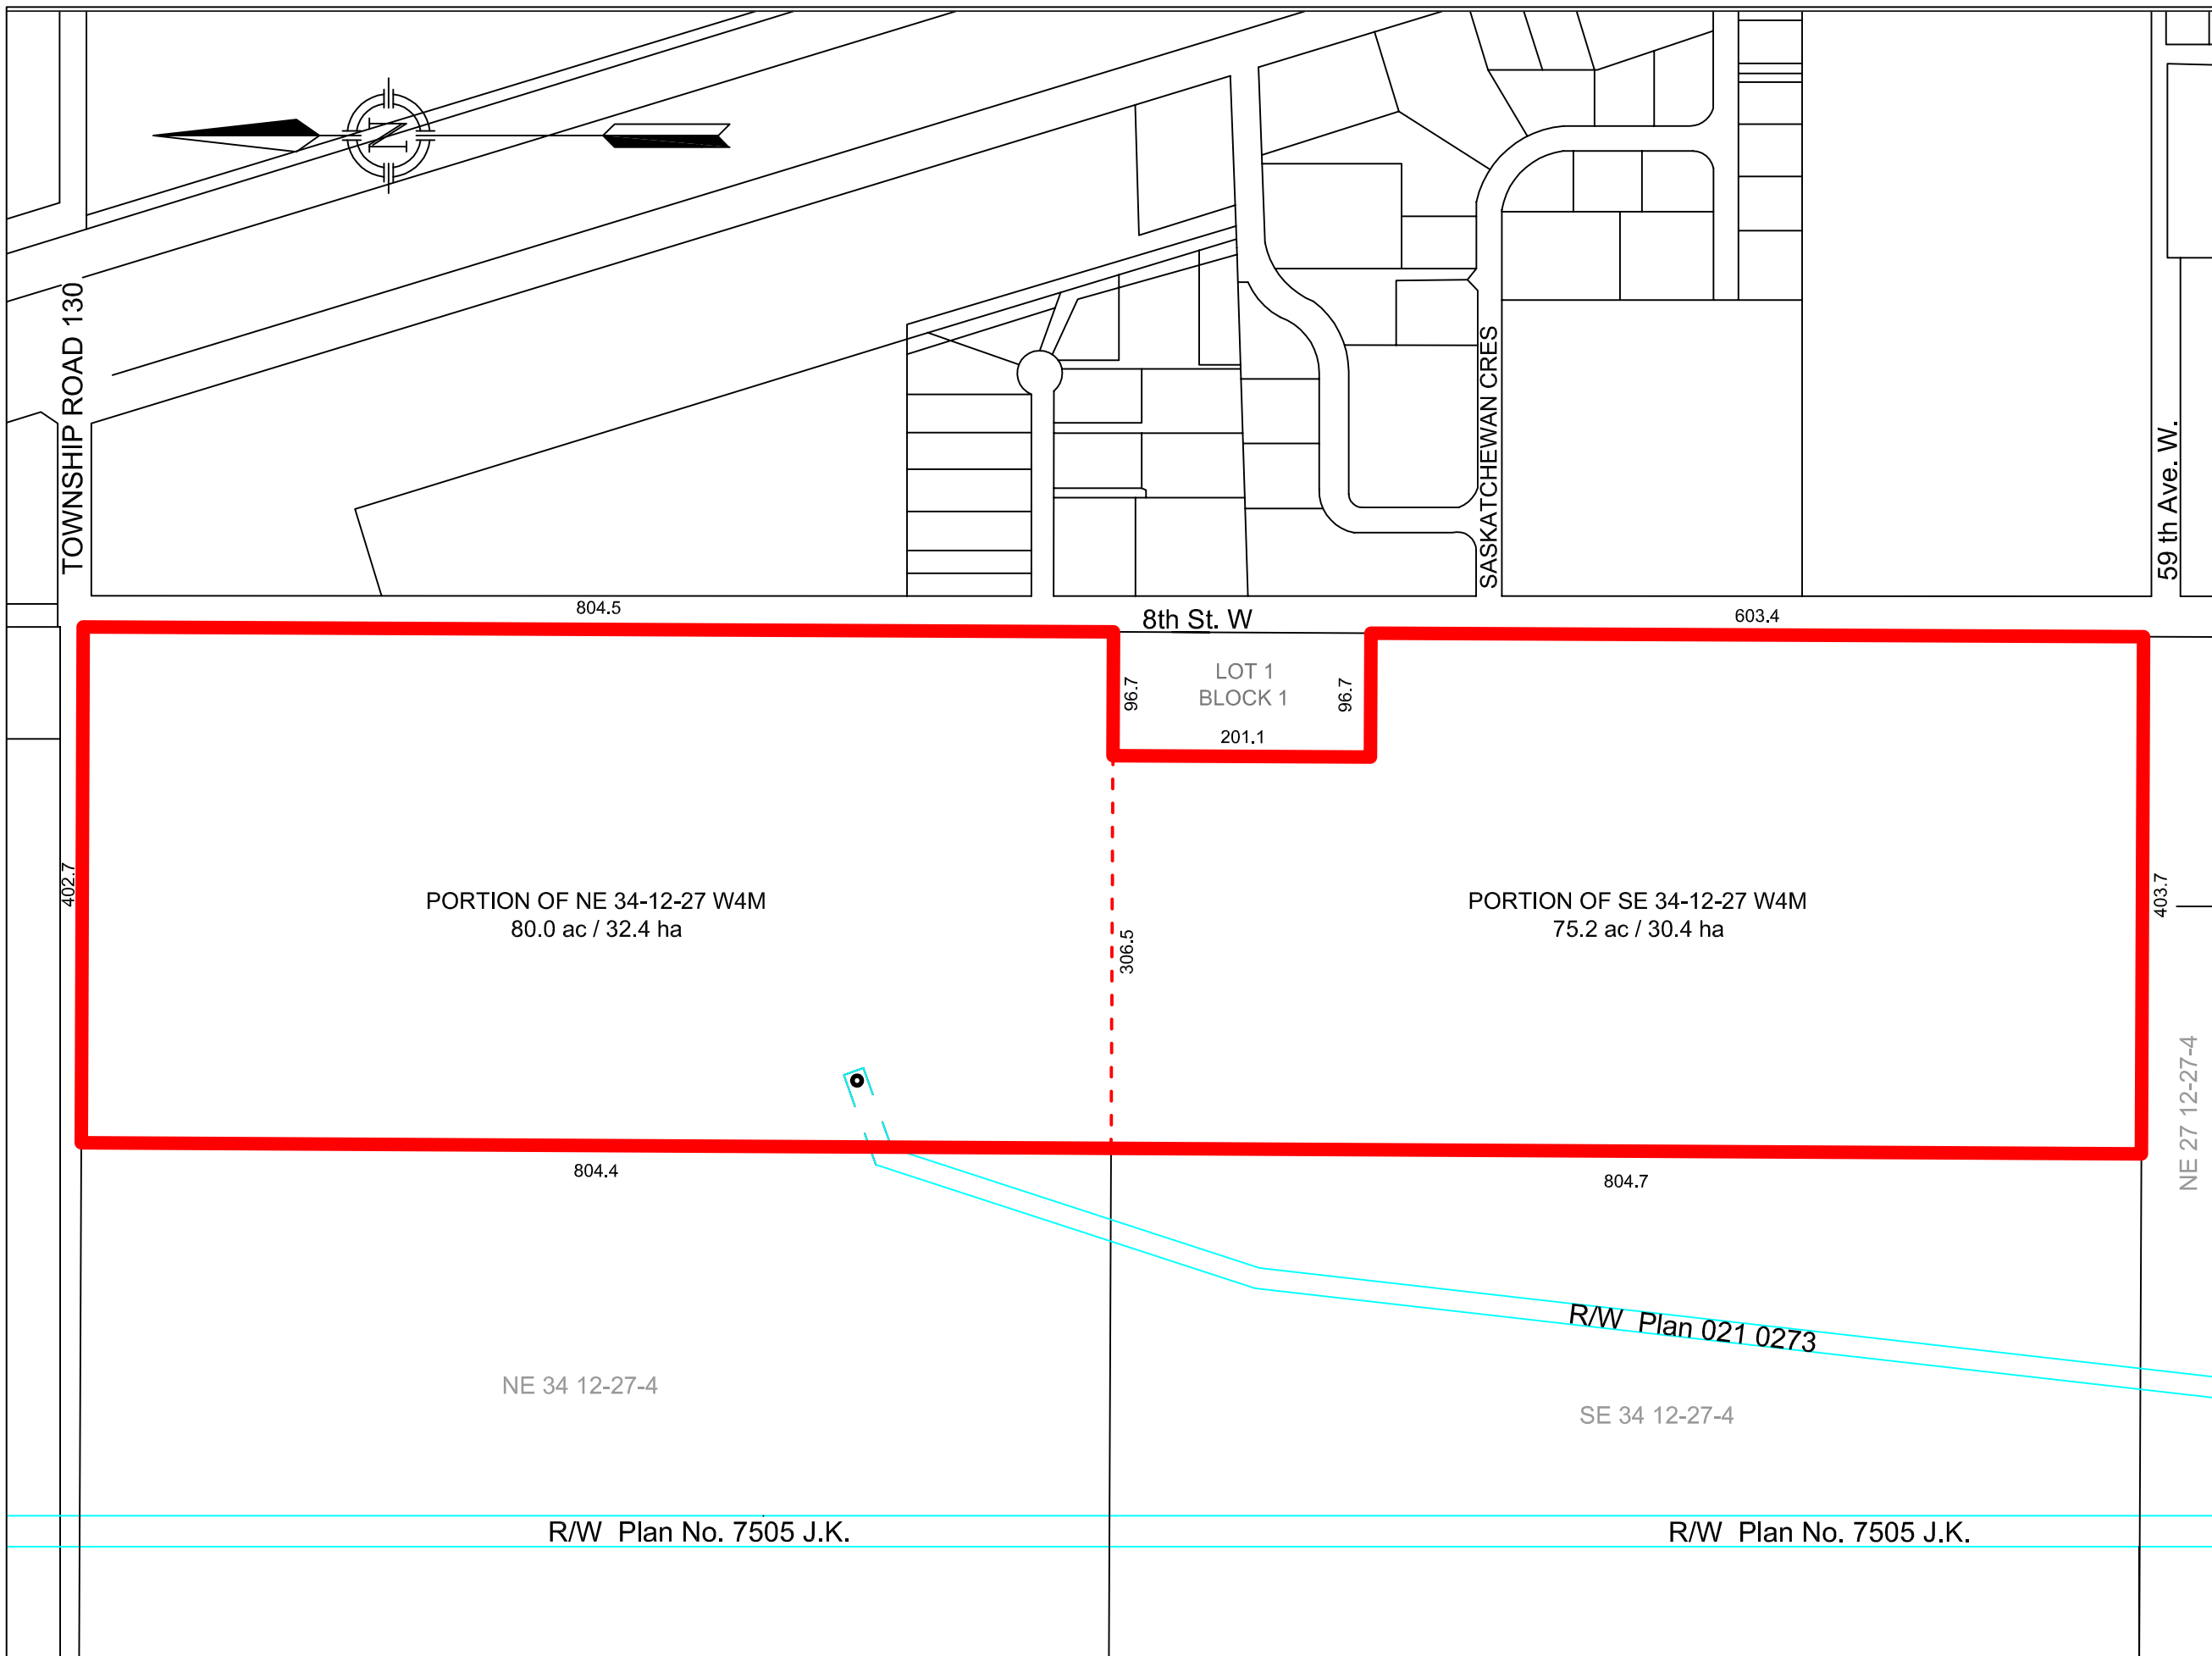 N
TOWNSHIP ROAD 130
SASKATCHEWAN CRES
59 th Ave. W.
804.5
8th St. W
603.4
LOT 1
BLOCK 1
96.7
96.7
201.1
402.7
PORTION OF NE 34-12-27 W4M
80.0 ac / 32.4 ha
306.5
PORTION OF SE 34-12-27 W4M
75.2 ac / 30.4 ha
403.7
NE 27 12-27-4
804.4
804.7
R/W Plan 021 0273
NE 34 12-27-4
SE 34 12-27-4
R/W Plan No. 7505 J.K.
R/W Plan No. 7505 J.K.